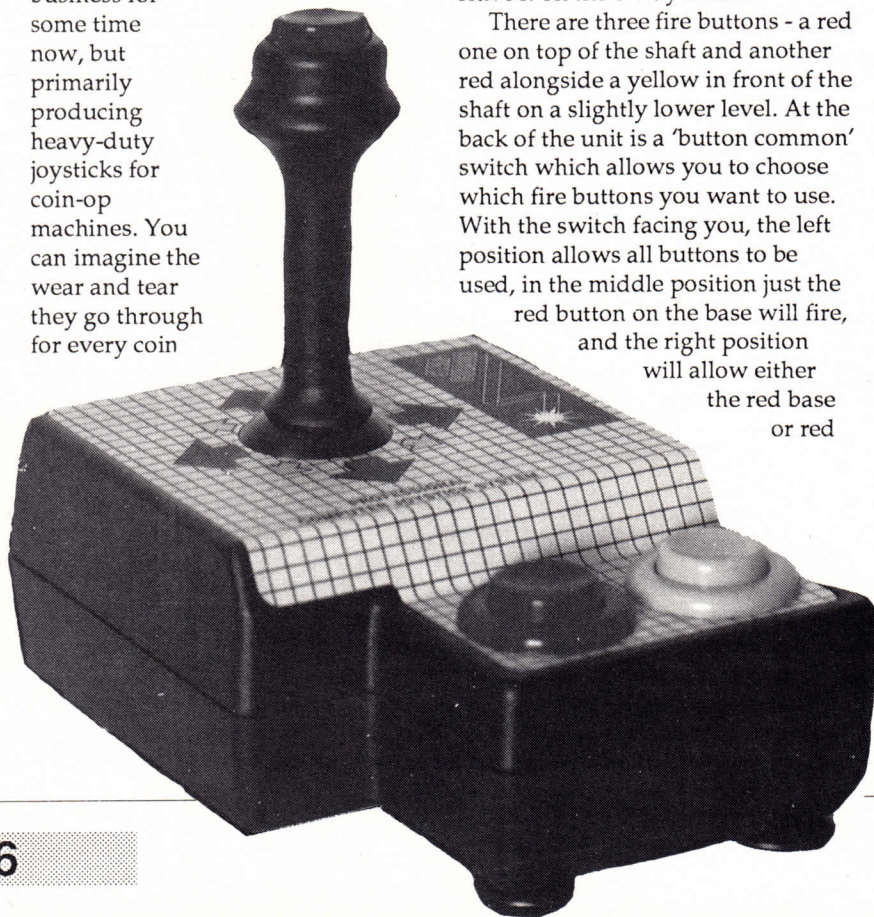 some time
now, but
primarily
producing
heavy-duty
joysticks for
coin-op
machines. You
can imagine the
wear and tear
they go through
for every coin
There are three fire buttons - a red
one on top of the shaft and another
red alongside a yellow in front of the
shaft on a slightly lower level. At the
back of the unit is a 'button common'
switch which allows you to choose
which fire buttons you want to use.
With the switch facing you, the left
position allows all buttons to be
used, in the middle position just the
red button on the base will fire,
and the right position
will allow either
the red base
or red
6